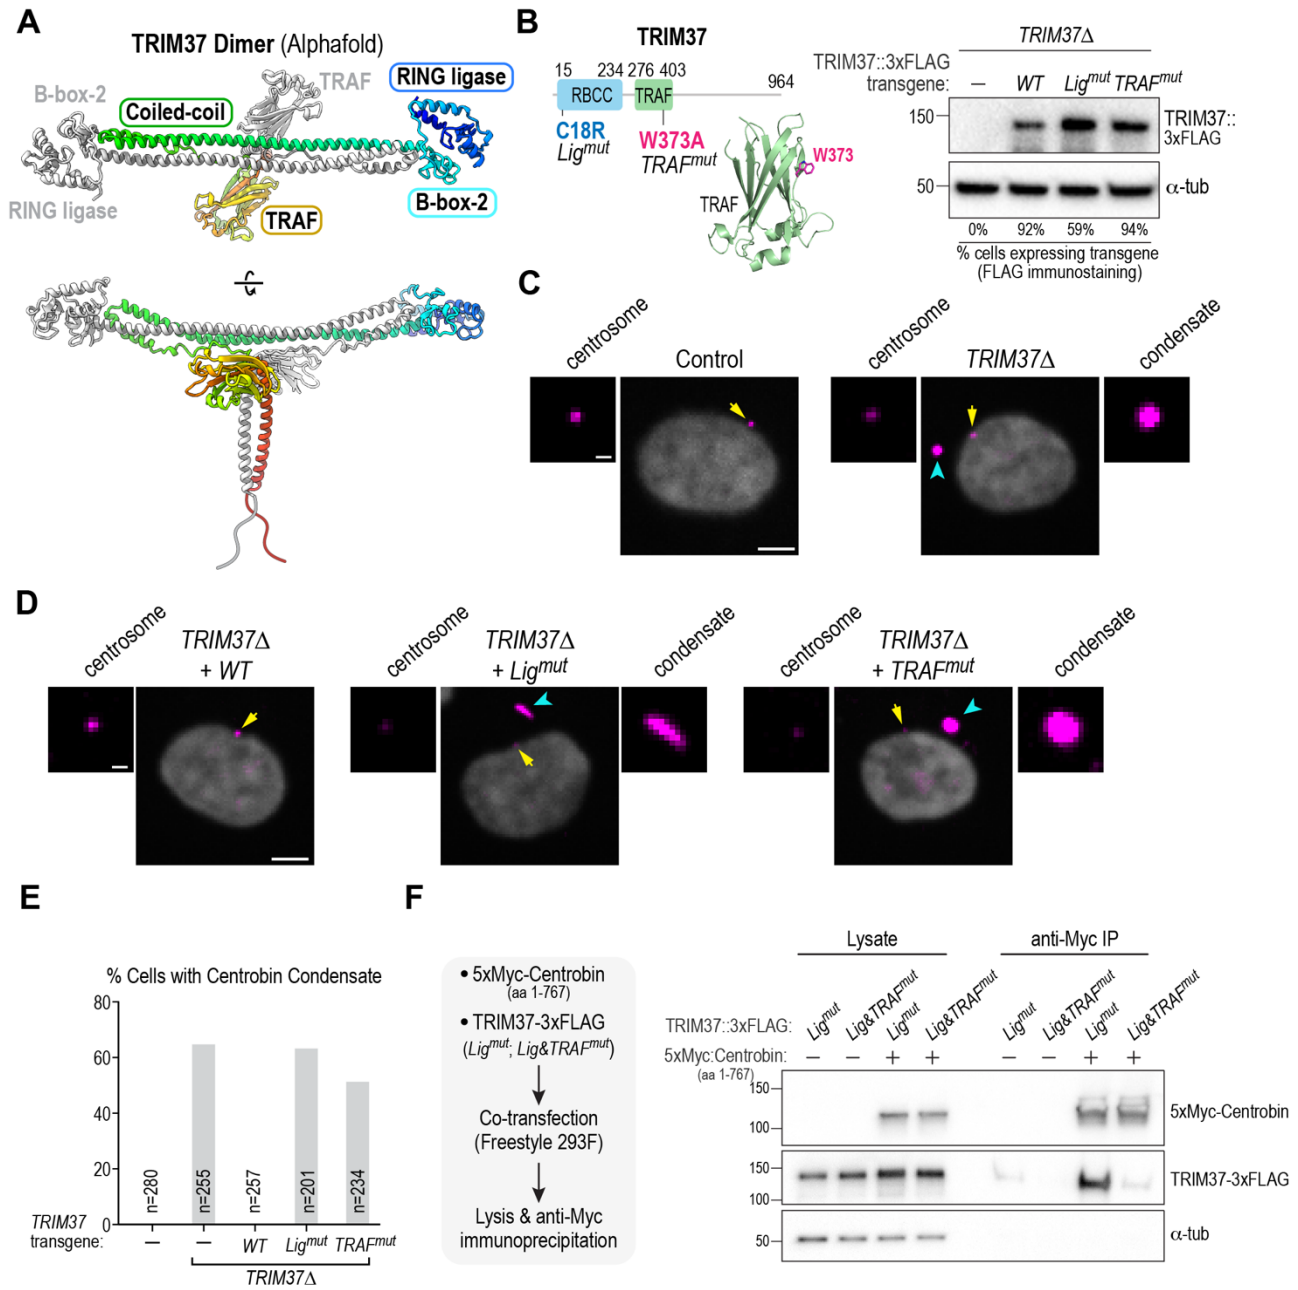 A
TRIM37 Dimer (Alphafold)
TRAF
B-box-2
RING ligase
Coiled-coil
RING ligase
TRAF
B-box-2
B
TRIM37
15 234 276 403 964
RBCC TRAF
C18R
Lig^mut
W373A
TRAF^mut
W373
TRAF
TRIM37Δ
TRIM37::3xFLAG
transgene: – WT Lig^mut TRAF^mut
150
TRIM37::
3xFLAG
50
α-tub
0% 92% 59% 94%
% cells expressing transgene
(FLAG immunostaining)
C
centrosome
Control
centrosome
TRIM37Δ
condensate
D
centrosome
TRIM37Δ
+ WT
centrosome
TRIM37Δ
+ Lig^mut
condensate
centrosome
TRIM37Δ
+ TRAF^mut
condensate
E
% Cells with Centrobin Condensate
80
60
40
20
0
n=280
n=255
n=257
n=201
n=234
TRIM37
transgene: – – WT Lig^mut TRAF^mut
TRIM37Δ
F
• 5xMyc-Centrobin
(aa 1-767)
• TRIM37-3xFLAG
(Lig^mut; Lig&TRAF^mut)
Co-transfection
(Freestyle 293F)
Lysis & anti-Myc
immunoprecipitation
Lysate anti-Myc IP
TRIM37::3xFLAG: Lig^mut Lig&TRAF^mut Lig^mut Lig&TRAF^mut Lig^mut Lig&TRAF^mut Lig^mut Lig&TRAF^mut
5xMyc:Centrobin: – – + + – – + +
(aa 1-767)
150
100
5xMyc-Centrobin
150
100
TRIM37-3xFLAG
50
α-tub